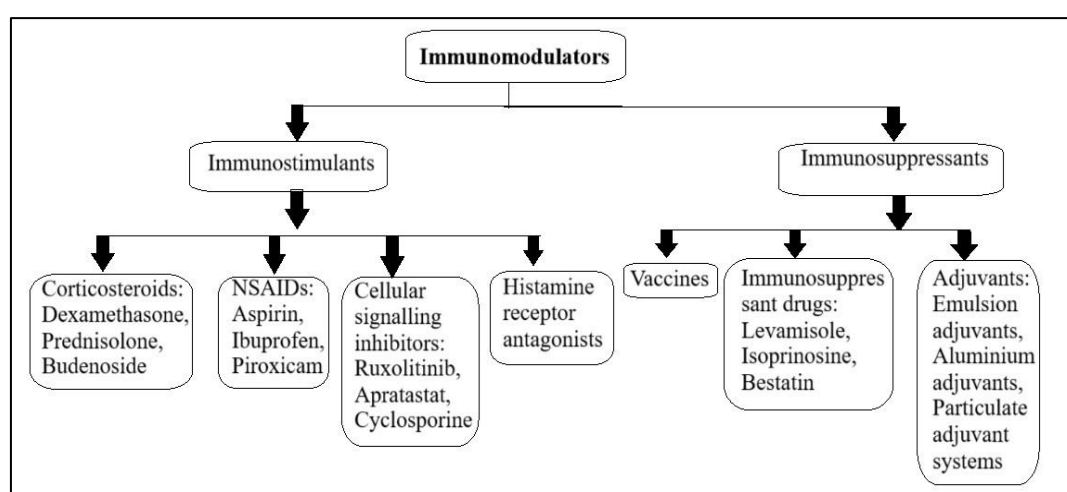 Immunomodulators
Immunostimulants
Immunosuppressants
Corticosteroids:
Dexamethasone,
Prednisolone,
Budenoside
NSAIDs:
Aspirin,
Ibuprofen,
Piroxicam
Cellular
signalling
inhibitors:
Ruxolitinib,
Apratastat,
Cyclosporine
Histamine
receptor
antagonists
Vaccines
Immunosuppres
sant drugs:
Levamisole,
Isoprinosine,
Bestatin
Adjuvants:
Emulsion
adjuvants,
Aluminium
adjuvants,
Particulate
adjuvant
systems